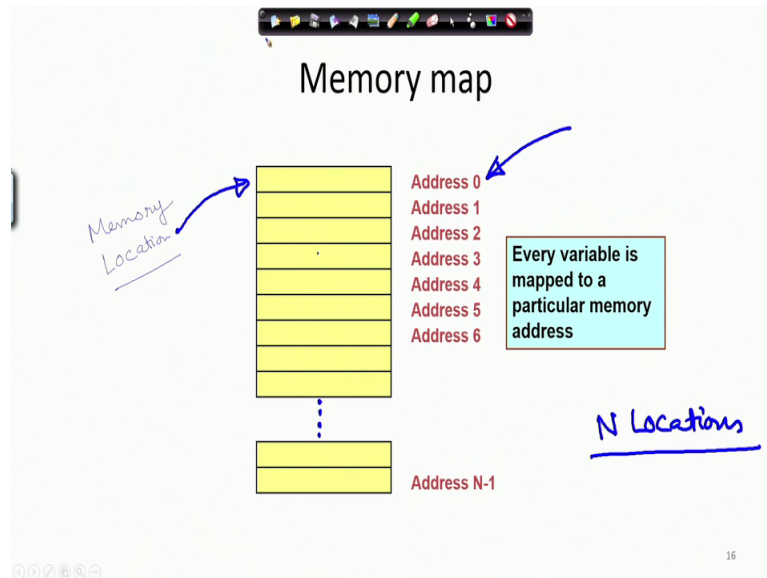 Memory map
Memory
Location
Address 0
Address 1
Address 2
Address 3
Address 4
Address 5
Address 6
Every variable is
mapped to a
particular memory
address
N Locations
Address N-1
16